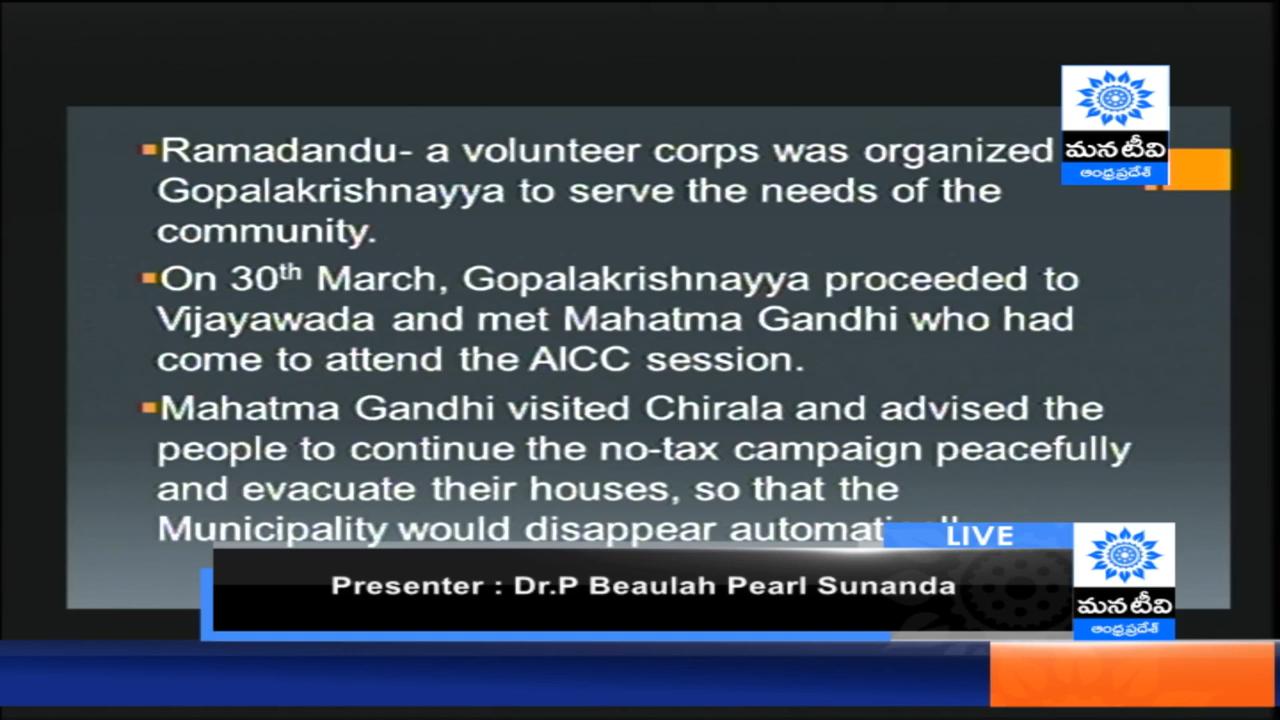 ▪Ramadandu- a volunteer corps was organized
Gopalakrishnayya to serve the needs of the
community.
▪On 30th March, Gopalakrishnayya proceeded to
Vijayawada and met Mahatma Gandhi who had
come to attend the AICC session.
▪Mahatma Gandhi visited Chirala and advised the
people to continue the no-tax campaign peacefully
and evacuate their houses, so that the
Municipality would disappear
మన టీవి
ఆంధ్రప్రదేశ్
LIVE
Presenter : Dr.P Beaulah Pearl Sunanda
మన టీవి
ఆంధ్రప్రదేశ్